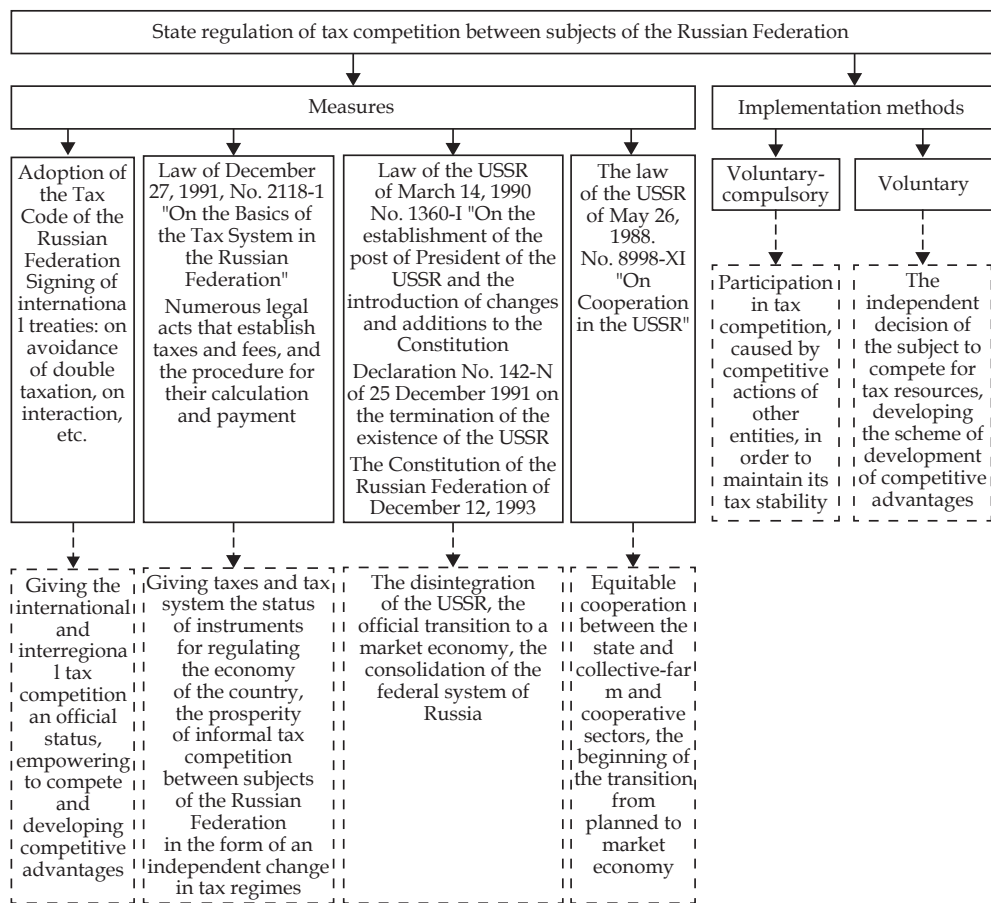 State regulation of tax competition between subjects of the Russian Federation
Measures
Implementation methods
Adoption of
the Tax
Code of the
Russian
Federation
Signing of
internationa
l treaties: on
avoidance
of double
taxation, on
interaction,
etc.
Law of December
27, 1991, No. 2118-1
"On the Basics of
the Tax System in
the Russian
Federation"
Numerous legal
acts that establish
taxes and fees, and
the procedure for
their calculation
and payment
Law of the USSR
of March 14, 1990
No. 1360-I "On the
establishment of the
post of President of the
USSR and the
introduction of changes
and additions to the
Constitution
Declaration No. 142-N
of 25 December 1991 on
the termination of the
existence of the USSR
The Constitution of the
Russian Federation of
December 12, 1993
The law
of the USSR
of May 26,
1988.
No. 8998-XI
"On
Cooperation
in the USSR"
Voluntary-
compulsory
Voluntary
Participation
in tax
competition,
caused by
competitive
actions of
other
entities, in
order to
maintain its
tax stability
The
independent
decision of
the subject to
compete for
tax resources,
developing
the scheme of
development
of competitive
advantages
Giving the
international
and
interregiona
l tax
competition
an official
status,
empowering
to compete
and
developing
competitive
advantages
Giving taxes and tax
system the status
of instruments
for regulating
the economy
of the country,
the prosperity
of informal tax
competition
between subjects
of the Russian
Federation
in the form of an
independent change
in tax regimes
The disintegration
of the USSR, the
official transition to a
market economy, the
consolidation of the
federal system of
Russia
Equitable
cooperation
between the
state and
collective-far
m and
cooperative
sectors, the
beginning of
the transition
from
planned to
market
economy